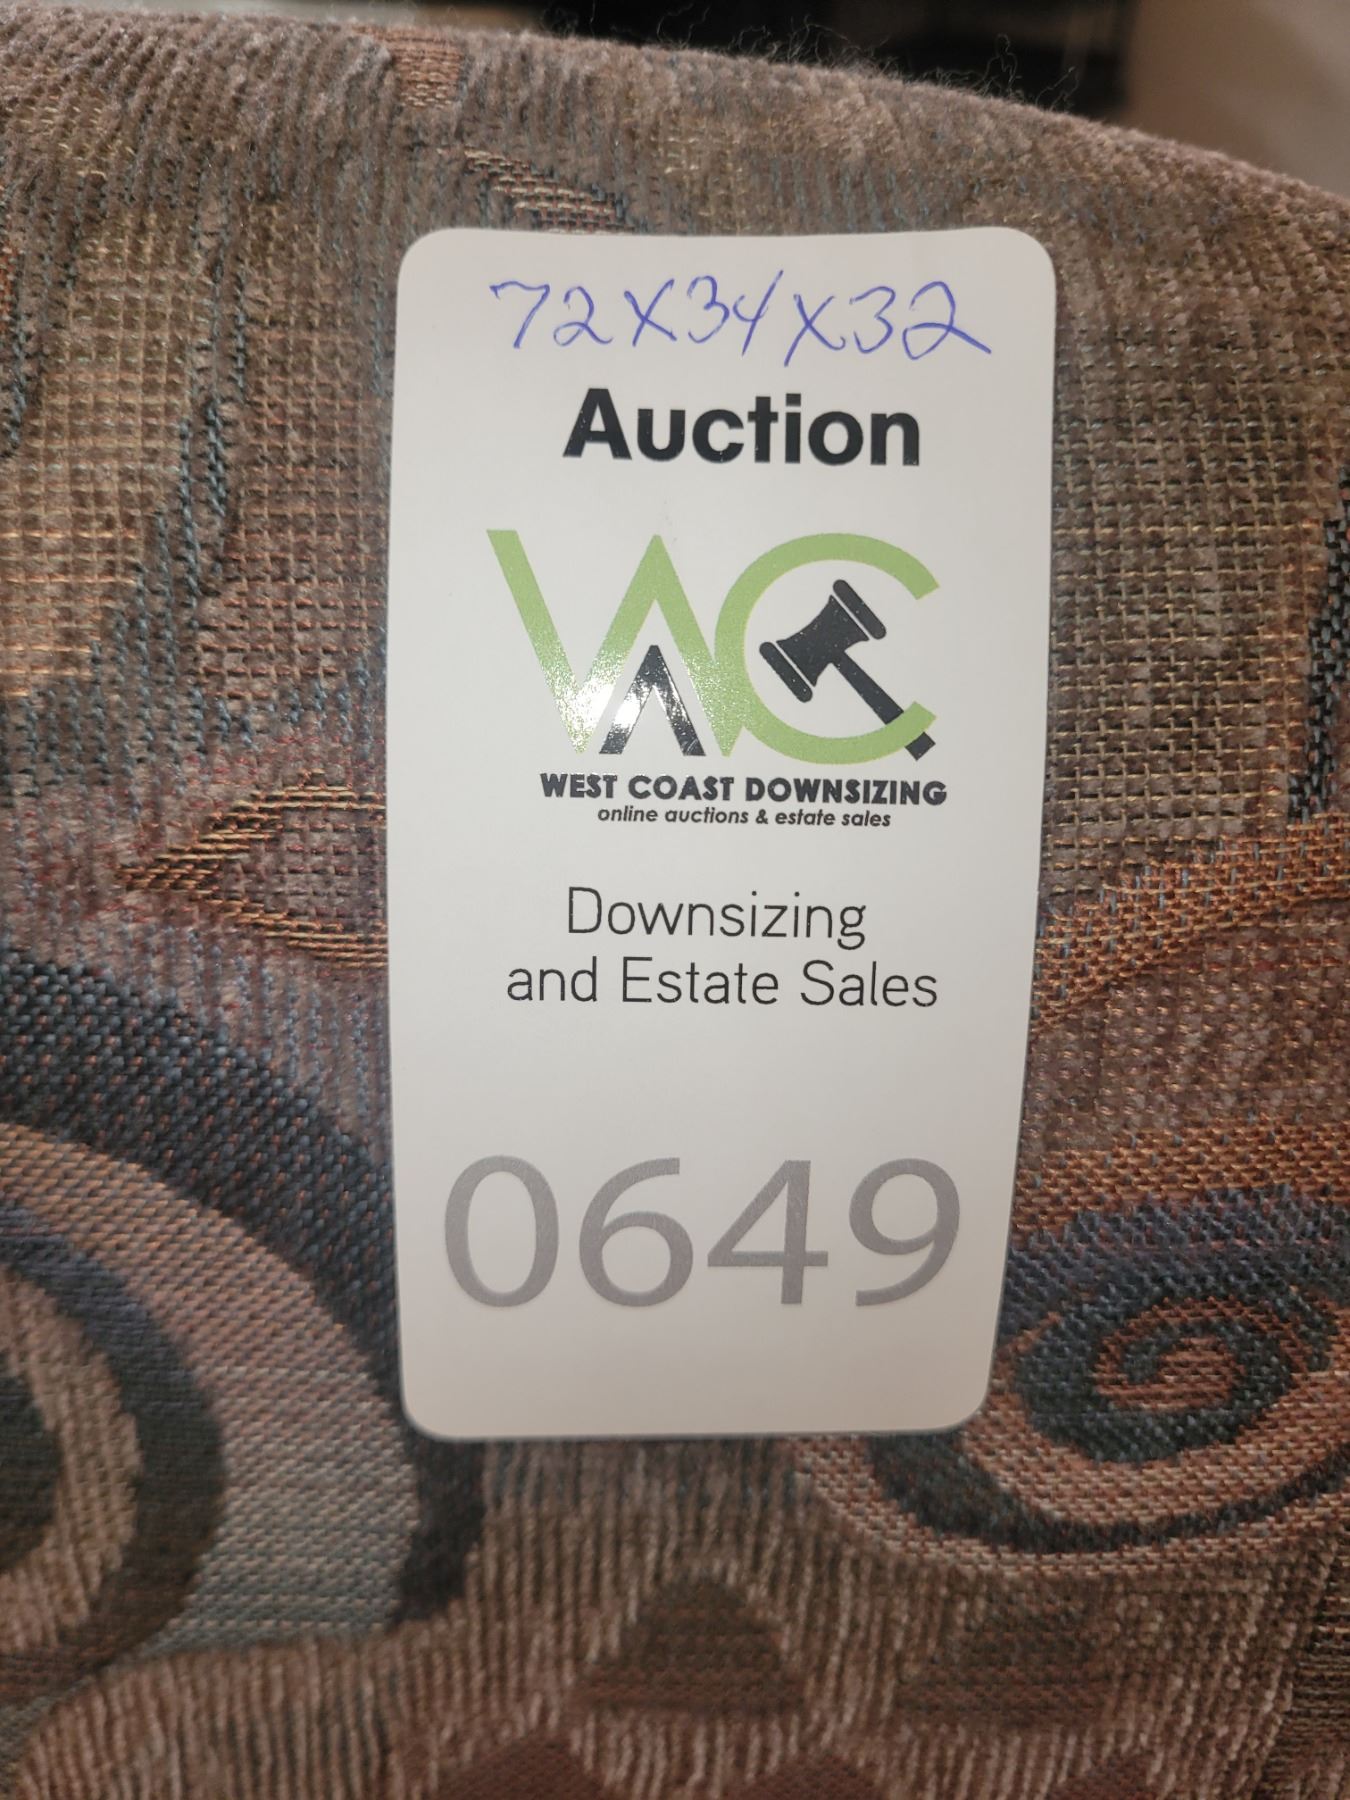 72x34x32
Auction
WC
WEST COAST DOWNSIZING
online auctions & estate sales
Downsizing
and Estate Sales
0649